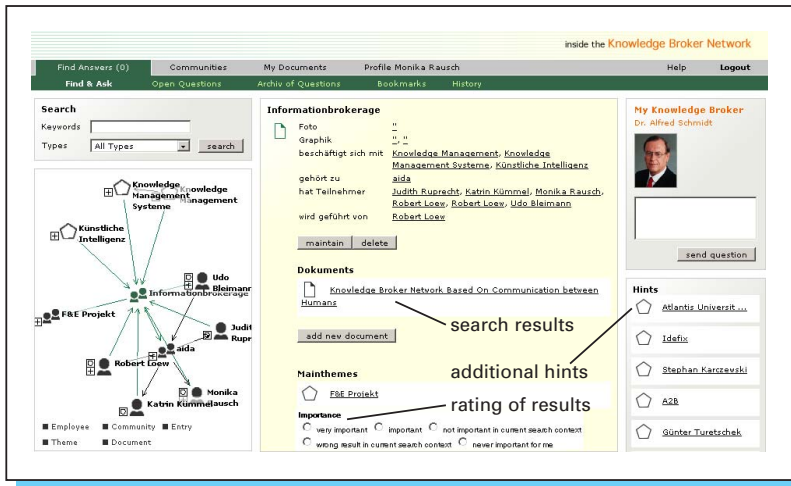 inside the Knowledge Broker Network
Find Answers (0) Communities My Documents Profile Monika Rausch Help Logout
Find & Ask Open Questions Archiv of Questions Bookmarks History
Search
Keywords
Types All Types search
Knowledge Management Systeme
Knowledge Management
Künstliche Intelligenz
Udo Bleimann
Informationbrokerage
F&E Projekt
Judit
Rupr
aida
Robert Loew
Monika
Rausch
Katrin Kümmel
Employee Community Entry
Theme Document
Informationbrokerage
Foto "
Graphik ", "
beschäftigt sich mit Knowledge Management, Knowledge
Management Systeme, Künstliche Intelligenz
gehört zu aida
hat Teilnehmer Judith Ruprecht, Katrin Kümmel, Monika Rausch,
Robert Loew, Robert Loew, Udo Bleimann
wird geführt von Robert Loew
maintain delete
Dokuments
Knowledge Broker Network Based On Communication between
Humans
search results
add new document
additional hints
Mainthemes
F&E Projekt
rating of results
Importance
very important important not important in current search context
wrong result in current search context never important for me
My Knowledge Broker
Dr. Alfred Schmidt
send question
Hints
Atlantis Universit ...
Idefix
Stephan Karczewski
A2B
Günter Turetschek